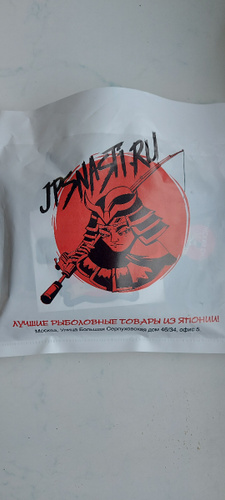 JPSNASTI.RU
ЛУЧШИЕ РЫБОЛОВНЫЕ ТОВАРЫ ИЗ ЯПОНИИ!
Москва, Улица Большая Серпуховская дом 46/34, офис 5